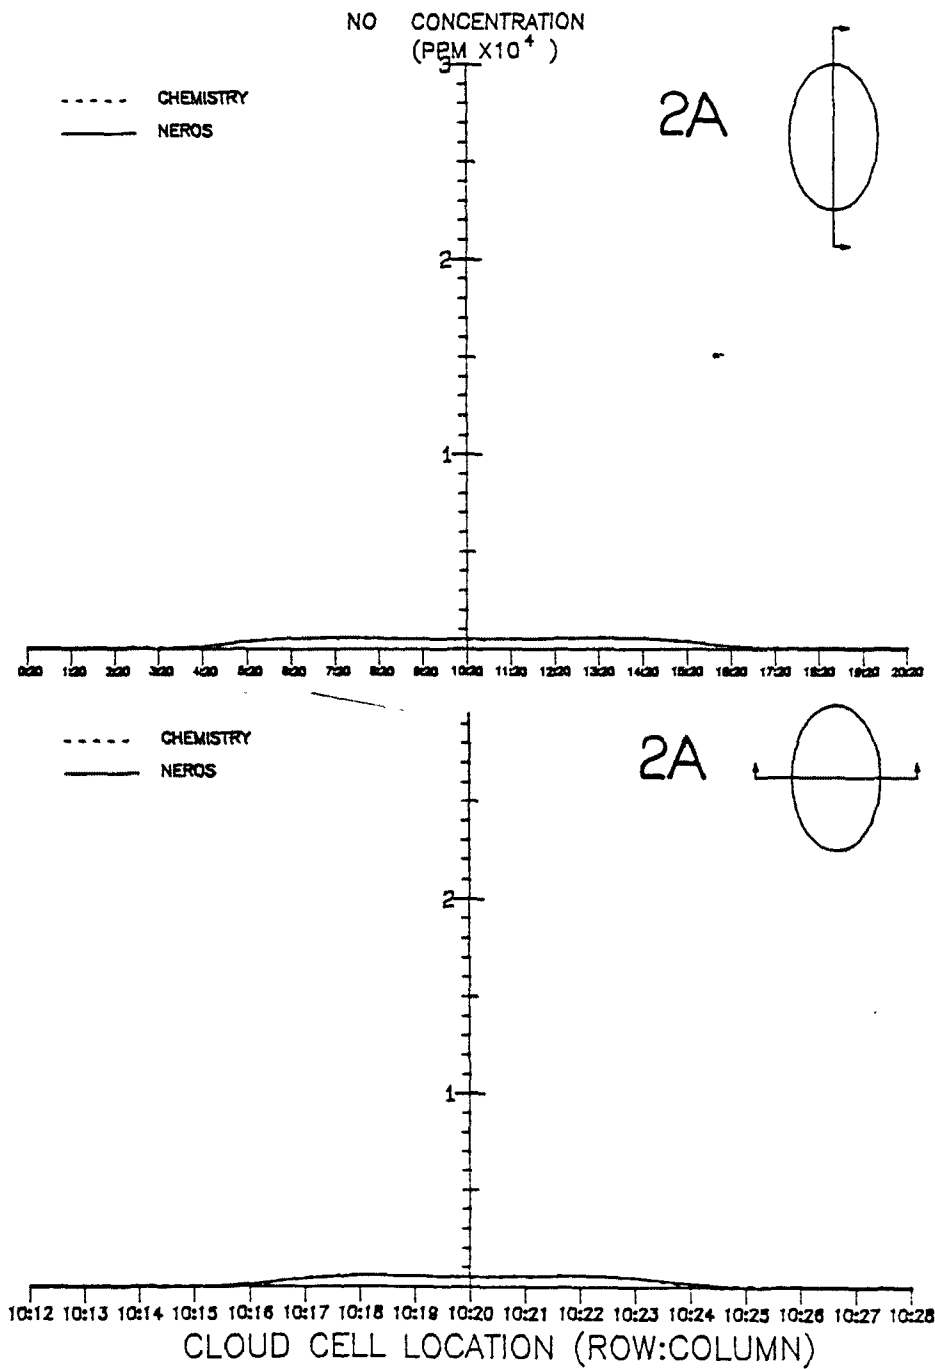 NO CONCENTRATION
(PPM X10^4 )
3
CHEMISTRY
NEROS
2A
2
1
0:20 1:20 2:20 3:20 4:20 5:20 6:20 7:20 8:20 9:20 10:20 11:20 12:20 13:20 14:20 15:20 16:20 17:20 18:20 19:20 20:20
CHEMISTRY
NEROS
2A
2
1
10:12 10:13 10:14 10:15 10:16 10:17 10:18 10:19 10:20 10:21 10:22 10:23 10:24 10:25 10:26 10:27 10:28
CLOUD CELL LOCATION (ROW:COLUMN)